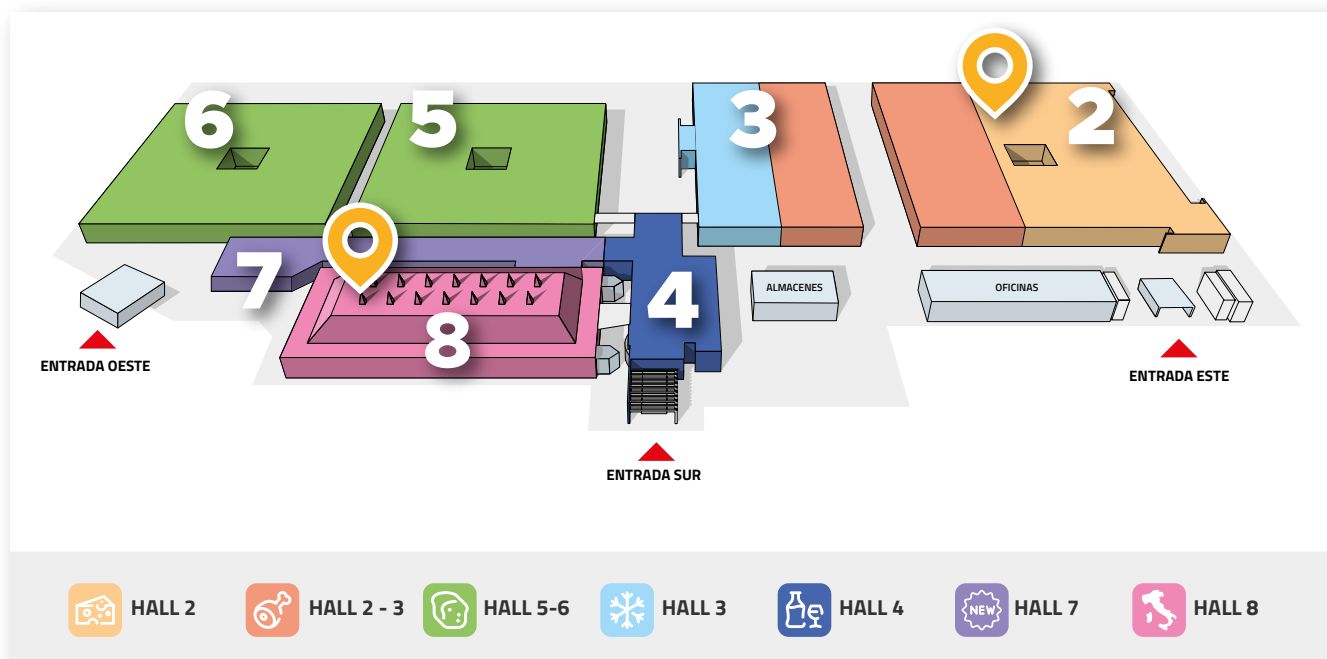 6
5
3
2
7
8
4
ALMACENES
OFICINAS
ENTRADA OESTE
ENTRADA ESTE
ENTRADA SUR
HALL 2
HALL 2 - 3
HALL 5-6
HALL 3
HALL 4
NEW
HALL 7
HALL 8